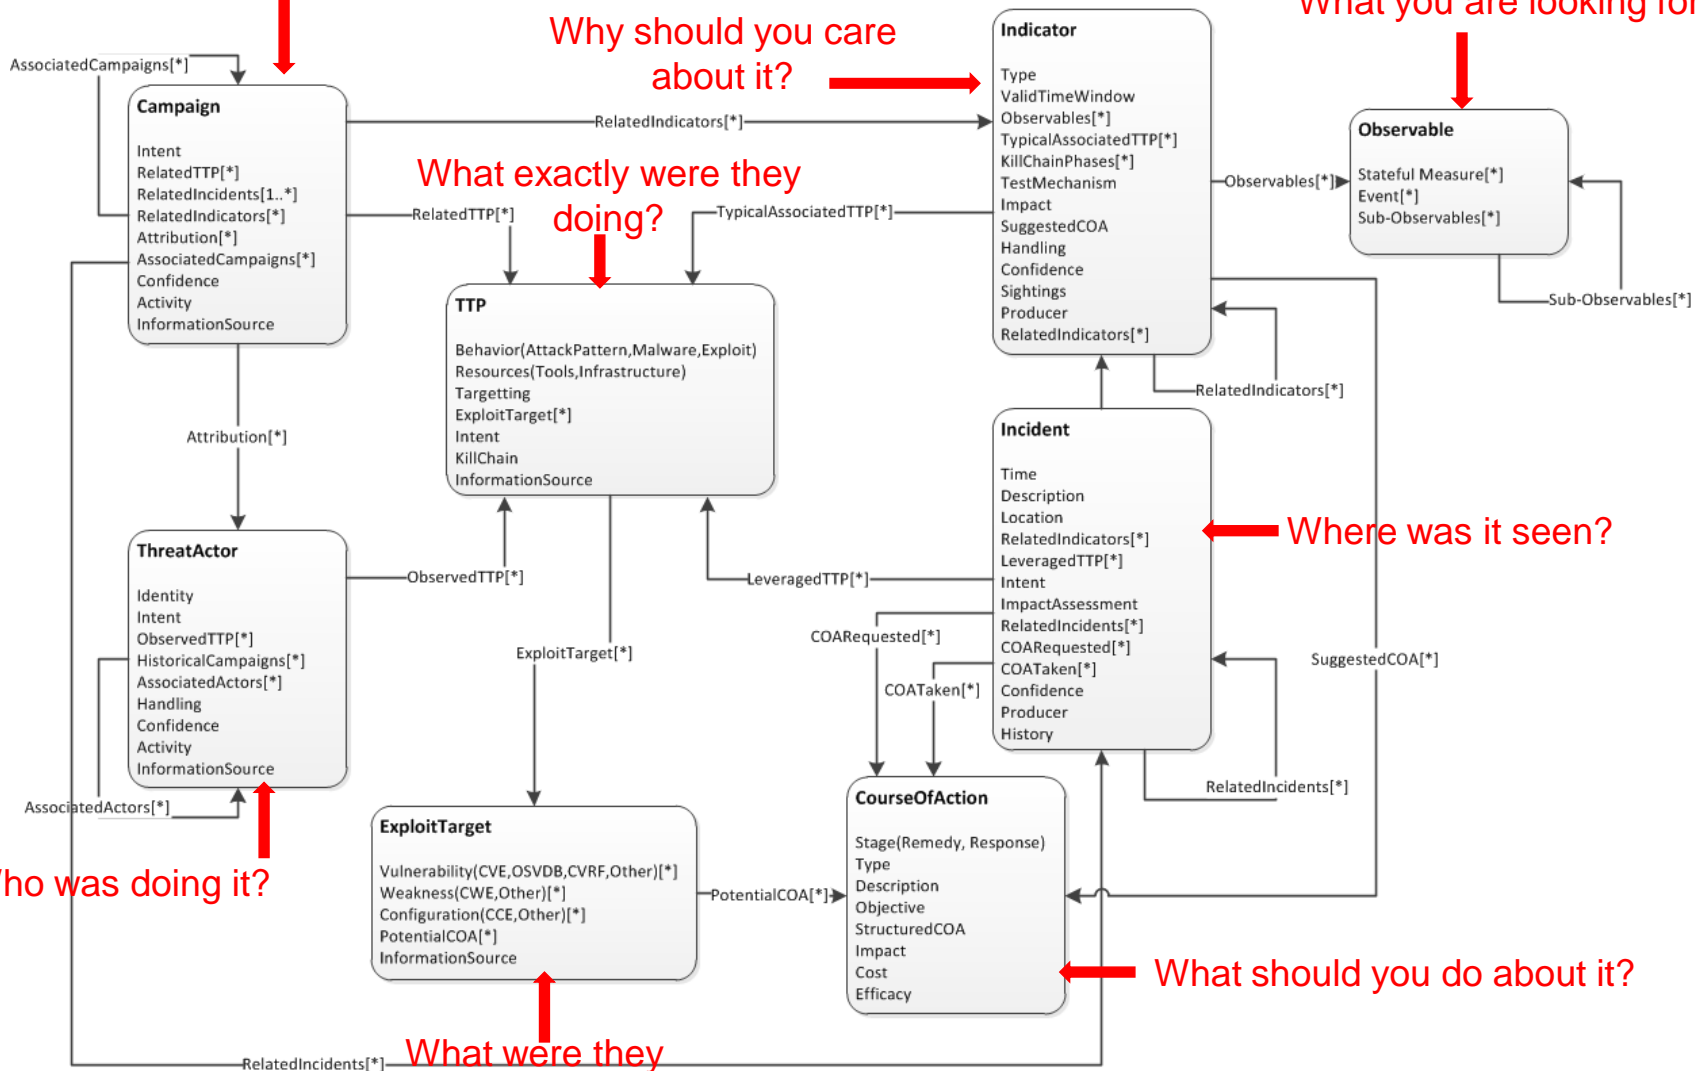 What you are looking for
Why should you care
about it?
AssociatedCampaigns[*]
Campaign
Intent
RelatedTTP[*]
RelatedIncidents[1..*]
RelatedIndicators[*]
Attribution[*]
AssociatedCampaigns[*]
Confidence
Activity
InformationSource
RelatedIndicators[*]
Indicator
Type
ValidTimeWindow
Observables[*]
TypicalAssociatedTTP[*]
KillChainPhases[*]
TestMechanism
Impact
SuggestedCOA
Handling
Confidence
Sightings
Producer
RelatedIndicators[*]
Observables[*]
Observable
Stateful Measure[*]
Event[*]
Sub-Observables[*]
Sub-Observables[*]
What exactly were they
doing?
RelatedTTP[*]
TypicalAssociatedTTP[*]
TTP
Behavior(AttackPattern,Malware,Exploit)
Resources(Tools,Infrastructure)
Targetting
ExploitTarget[*]
Intent
KillChain
InformationSource
RelatedIndicators[*]
Attribution[*]
Incident
Time
Description
Location
RelatedIndicators[*]
LeveragedTTP[*]
Intent
ImpactAssessment
RelatedIncidents[*]
COARequested[*]
COATaken[*]
Confidence
Producer
History
Where was it seen?
ThreatActor
Identity
Intent
ObservedTTP[*]
HistoricalCampaigns[*]
AssociatedActors[*]
Handling
Confidence
Activity
InformationSource
ObservedTTP[*]
LeveragedTTP[*]
COARequested[*]
ExploitTarget[*]
SuggestedCOA[*]
COATaken[*]
RelatedIncidents[*]
AssociatedActors[*]
ho was doing it?
ExploitTarget
Vulnerability(CVE,OSVDB,CVRF,Other)[*]
Weakness(CWE,Other)[*]
Configuration(CCE,Other)[*]
PotentialCOA[*]
InformationSource
PotentialCOA[*]
CourseOfAction
Stage(Remedy, Response)
Type
Description
Objective
StructuredCOA
Impact
Cost
Efficacy
What should you do about it?
What were they
RelatedIncidents[*]